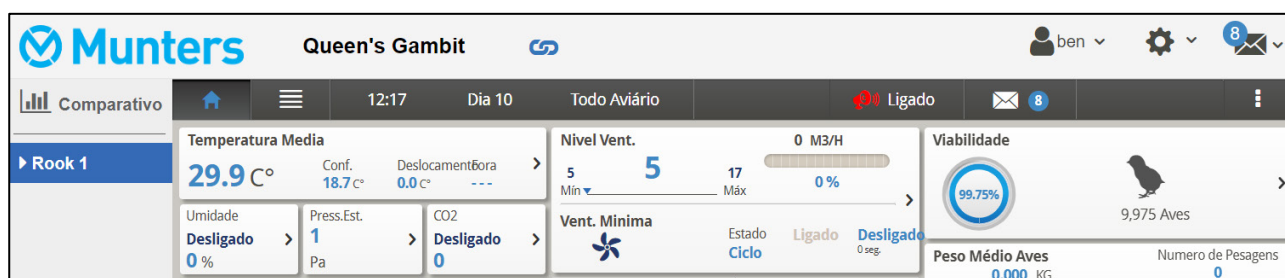 Munters
Queen's Gambit
ben
8
Comparativo
12:17
Dia 10
Todo Aviário
Ligado
8
Rook 1
Temperatura Media
29.9 C°
Conf.
18.7 C°
Deslocamento
0.0 C°
Fora
---
Umidade
Desligado
0 %
Press.Est.
1
Pa
CO2
Desligado
0
Nivel Vent.
0 M3/H
5
Mín
5
17
Máx
0 %
Vent. Minima
Estado
Ciclo
Ligado
Desligado
0 seg.
Viabilidade
99.75%
9,975 Aves
Peso Médio Aves
0.000 KG
Numero de Pesagens
0